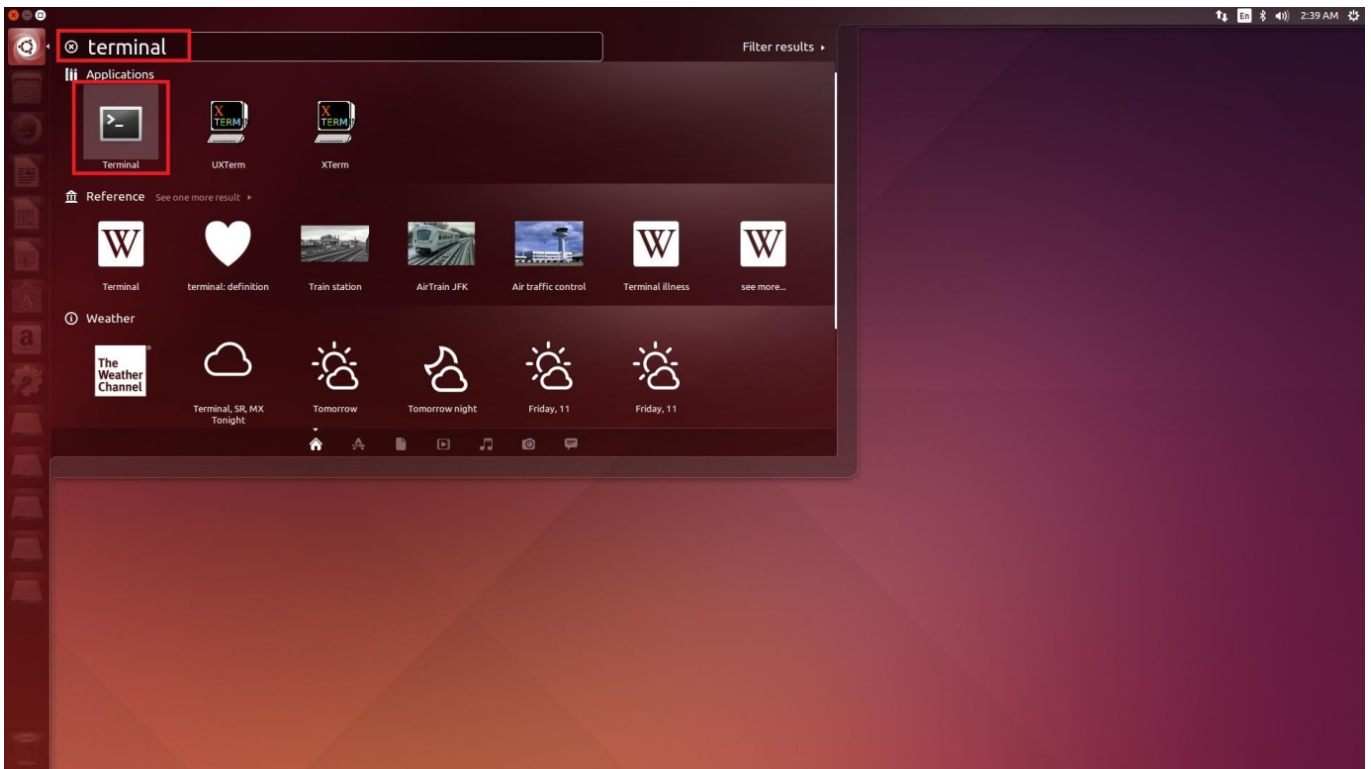 En 2:39 AM
terminal
Filter results
Applications
>_
X TERM
X TERM
Terminal UXTerm XTerm
Reference See one more result
W W W
Terminal terminal: definition Train station AirTrain JFK Air traffic control Terminal illness see more...
Weather
The
Weather
Channel
Terminal, SR, MX
Tonight
Tomorrow Tomorrow night Friday, 11 Friday, 11
a